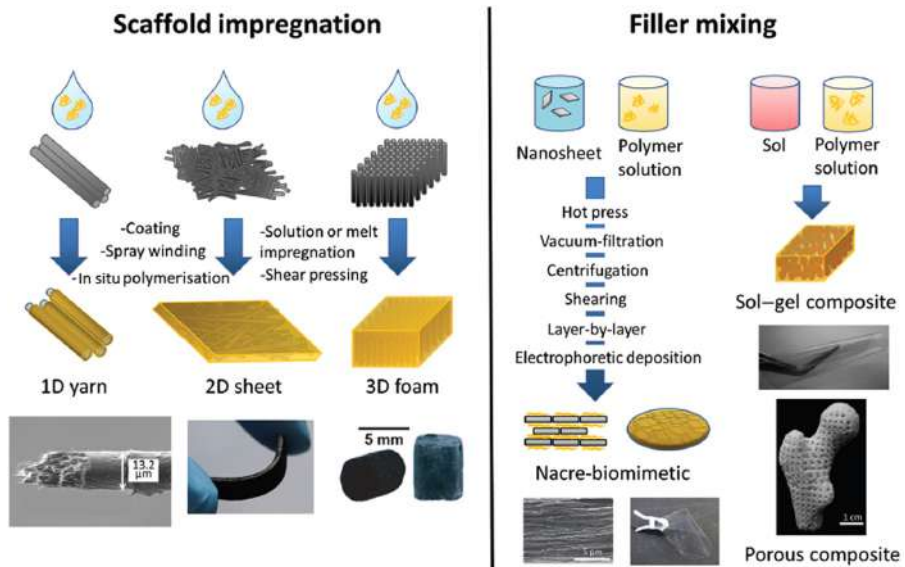 Scaffold impregnation
-Coating
-Spray winding
-In situ polymerisation
-Solution or melt
impregnation
-Shear pressing
1D yarn
2D sheet
3D foam
13.2
µm
5 mm
Filler mixing
Nanosheet
Polymer
solution
Sol
Polymer
solution
Hot press
Vacuum-filtration
Centrifugation
Shearing
Layer-by-layer
Electrophoretic deposition
Nacre-biomimetic
Sol–gel composite
1 cm
Porous composite